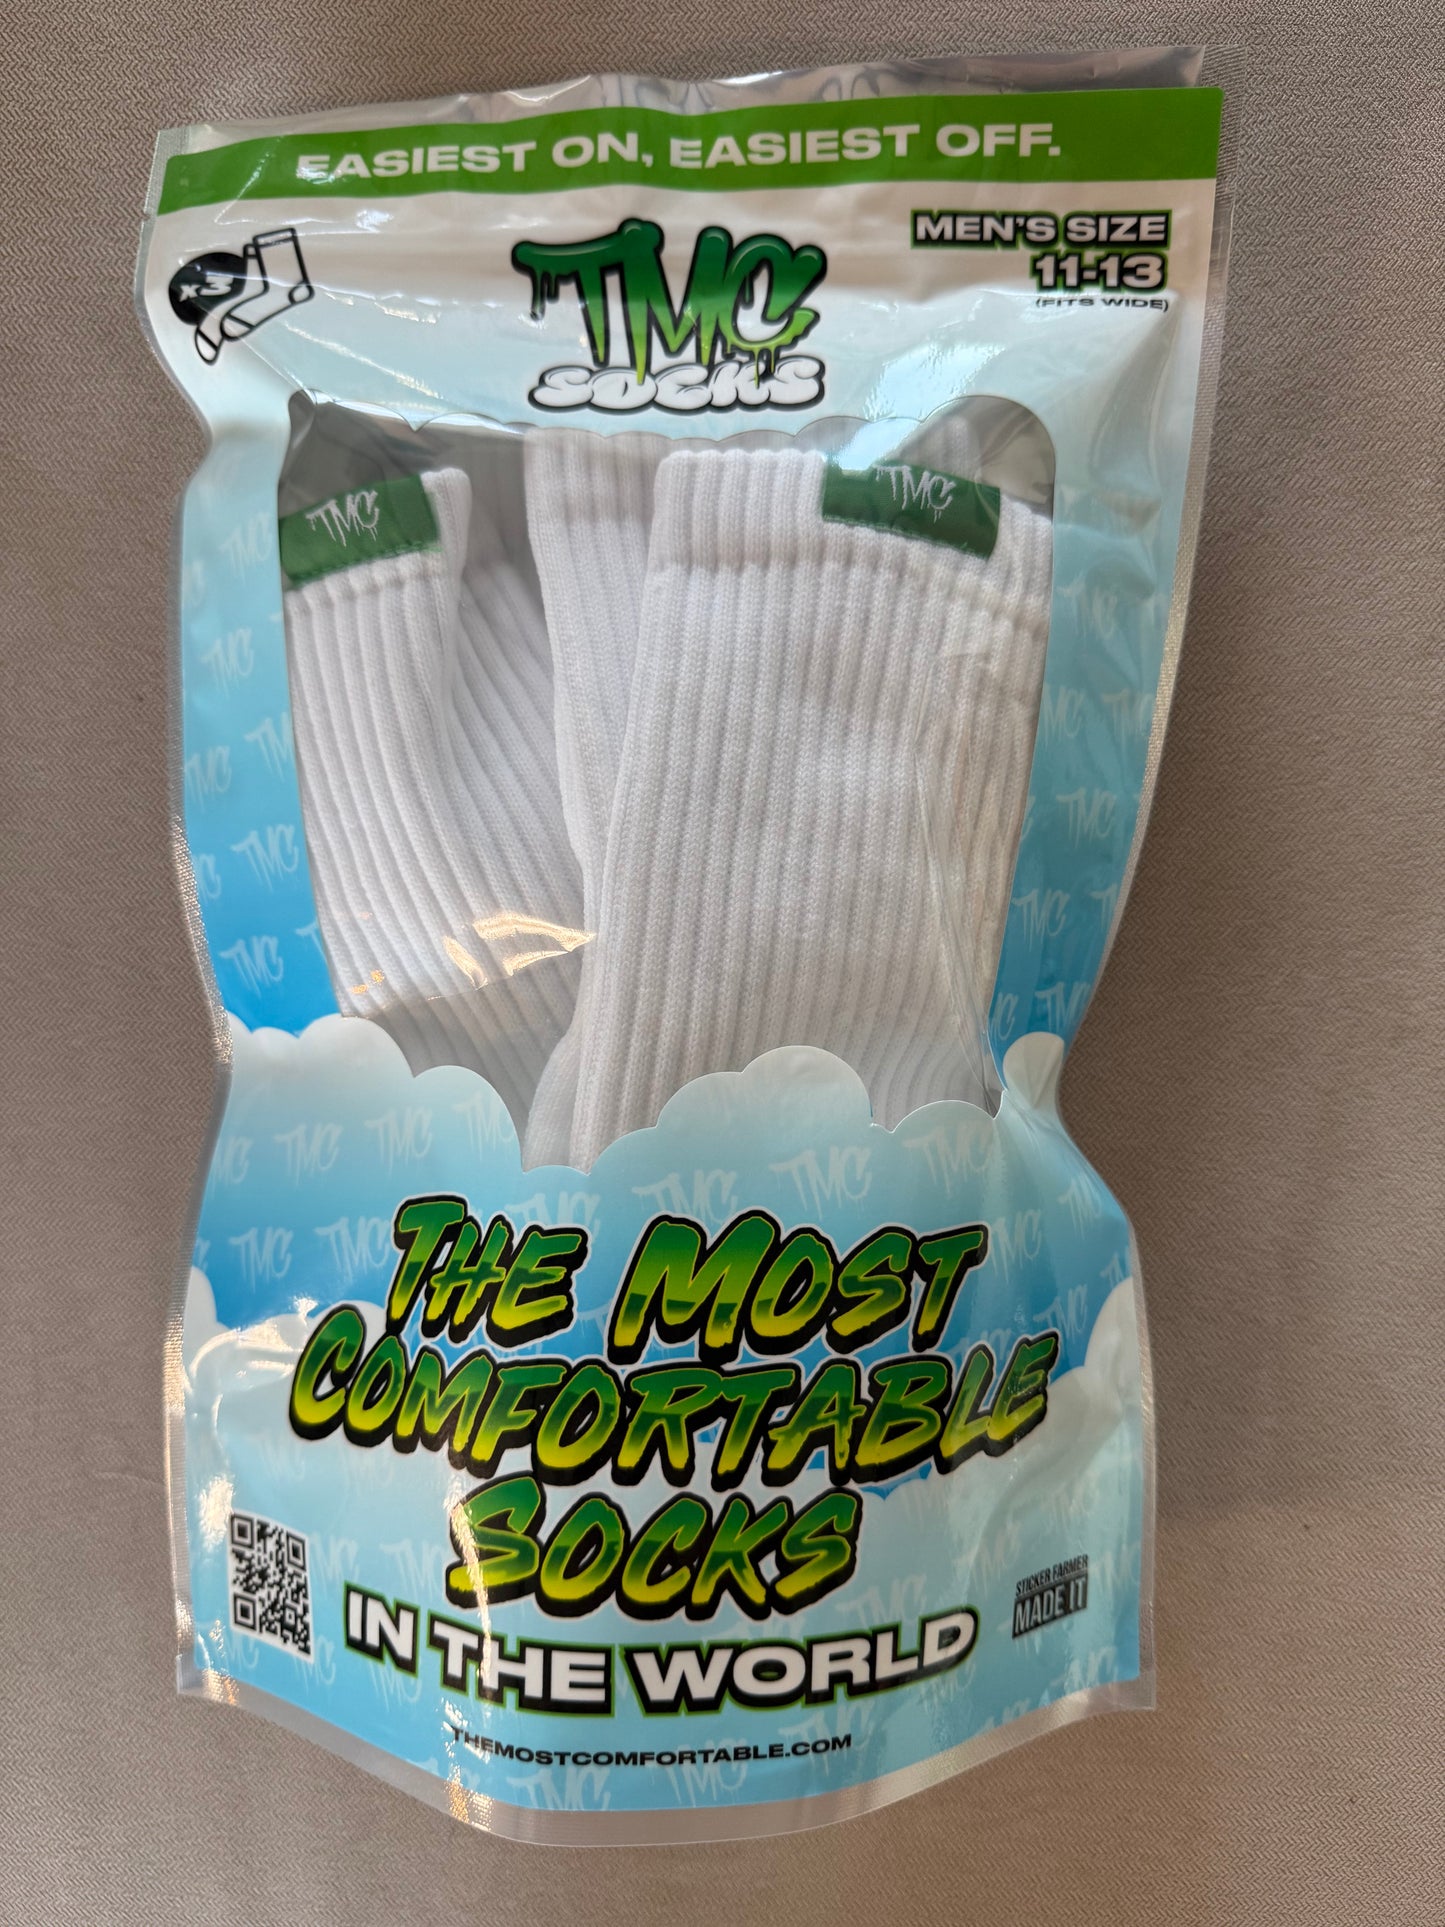 EASIEST ON, EASIEST OFF.
x3
TMC
SOCKS
MEN'S SIZE
11-13
(FITS WIDE)
TMC
TMC
THE MOST
COMFORTABLE
SOCKS
IN THE WORLD
STICKER FARMER
MADE IT
THEMOSTCOMFORTABLE.COM